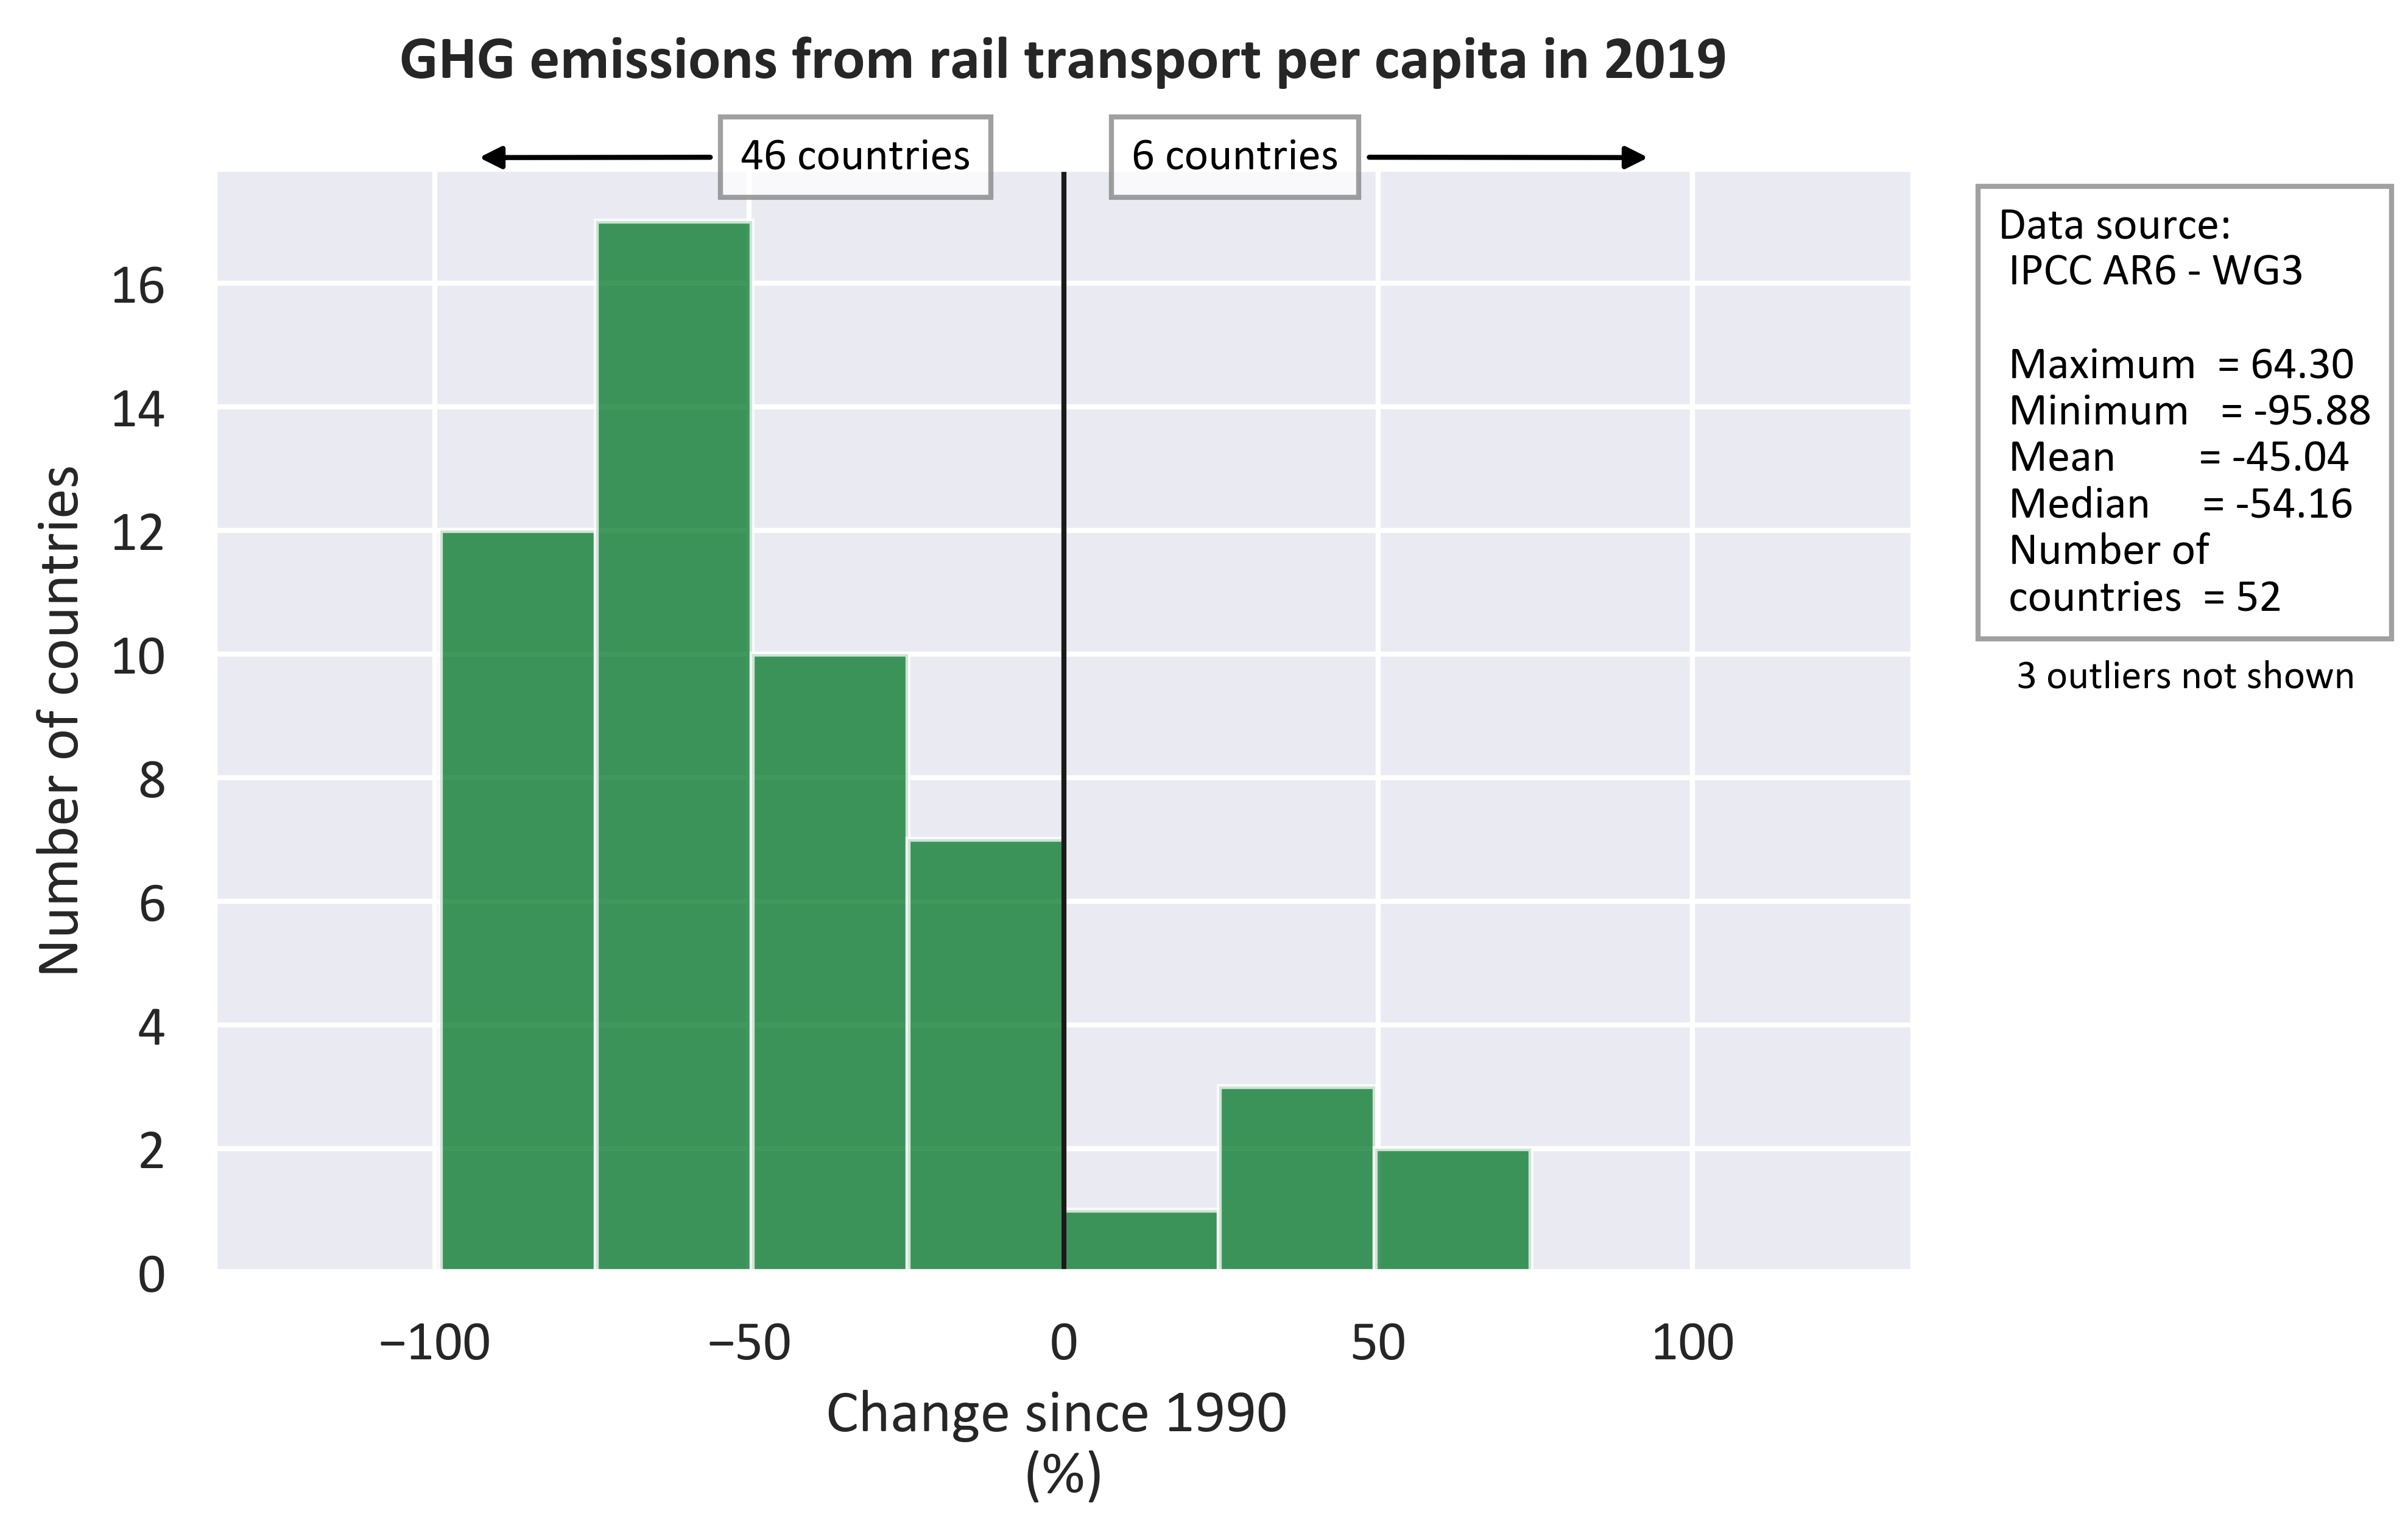 GHG emissions from rail transport per capita in 2019
46 countries
6 countries
Number of countries
16
14
12
10
8
6
4
2
0
−100
−50
0
50
100
Change since 1990
(%)
Data source:
IPCC AR6 - WG3
Maximum = 64.30
Minimum = -95.88
Mean = -45.04
Median = -54.16
Number of
countries = 52
3 outliers not shown